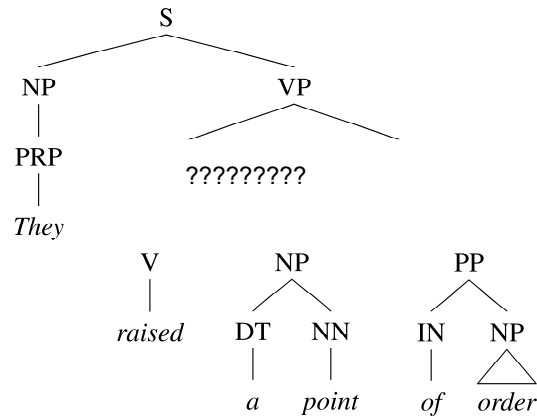 S
NP VP
PRP ?????????
They
V NP PP
raised DT NN IN NP
a point of order